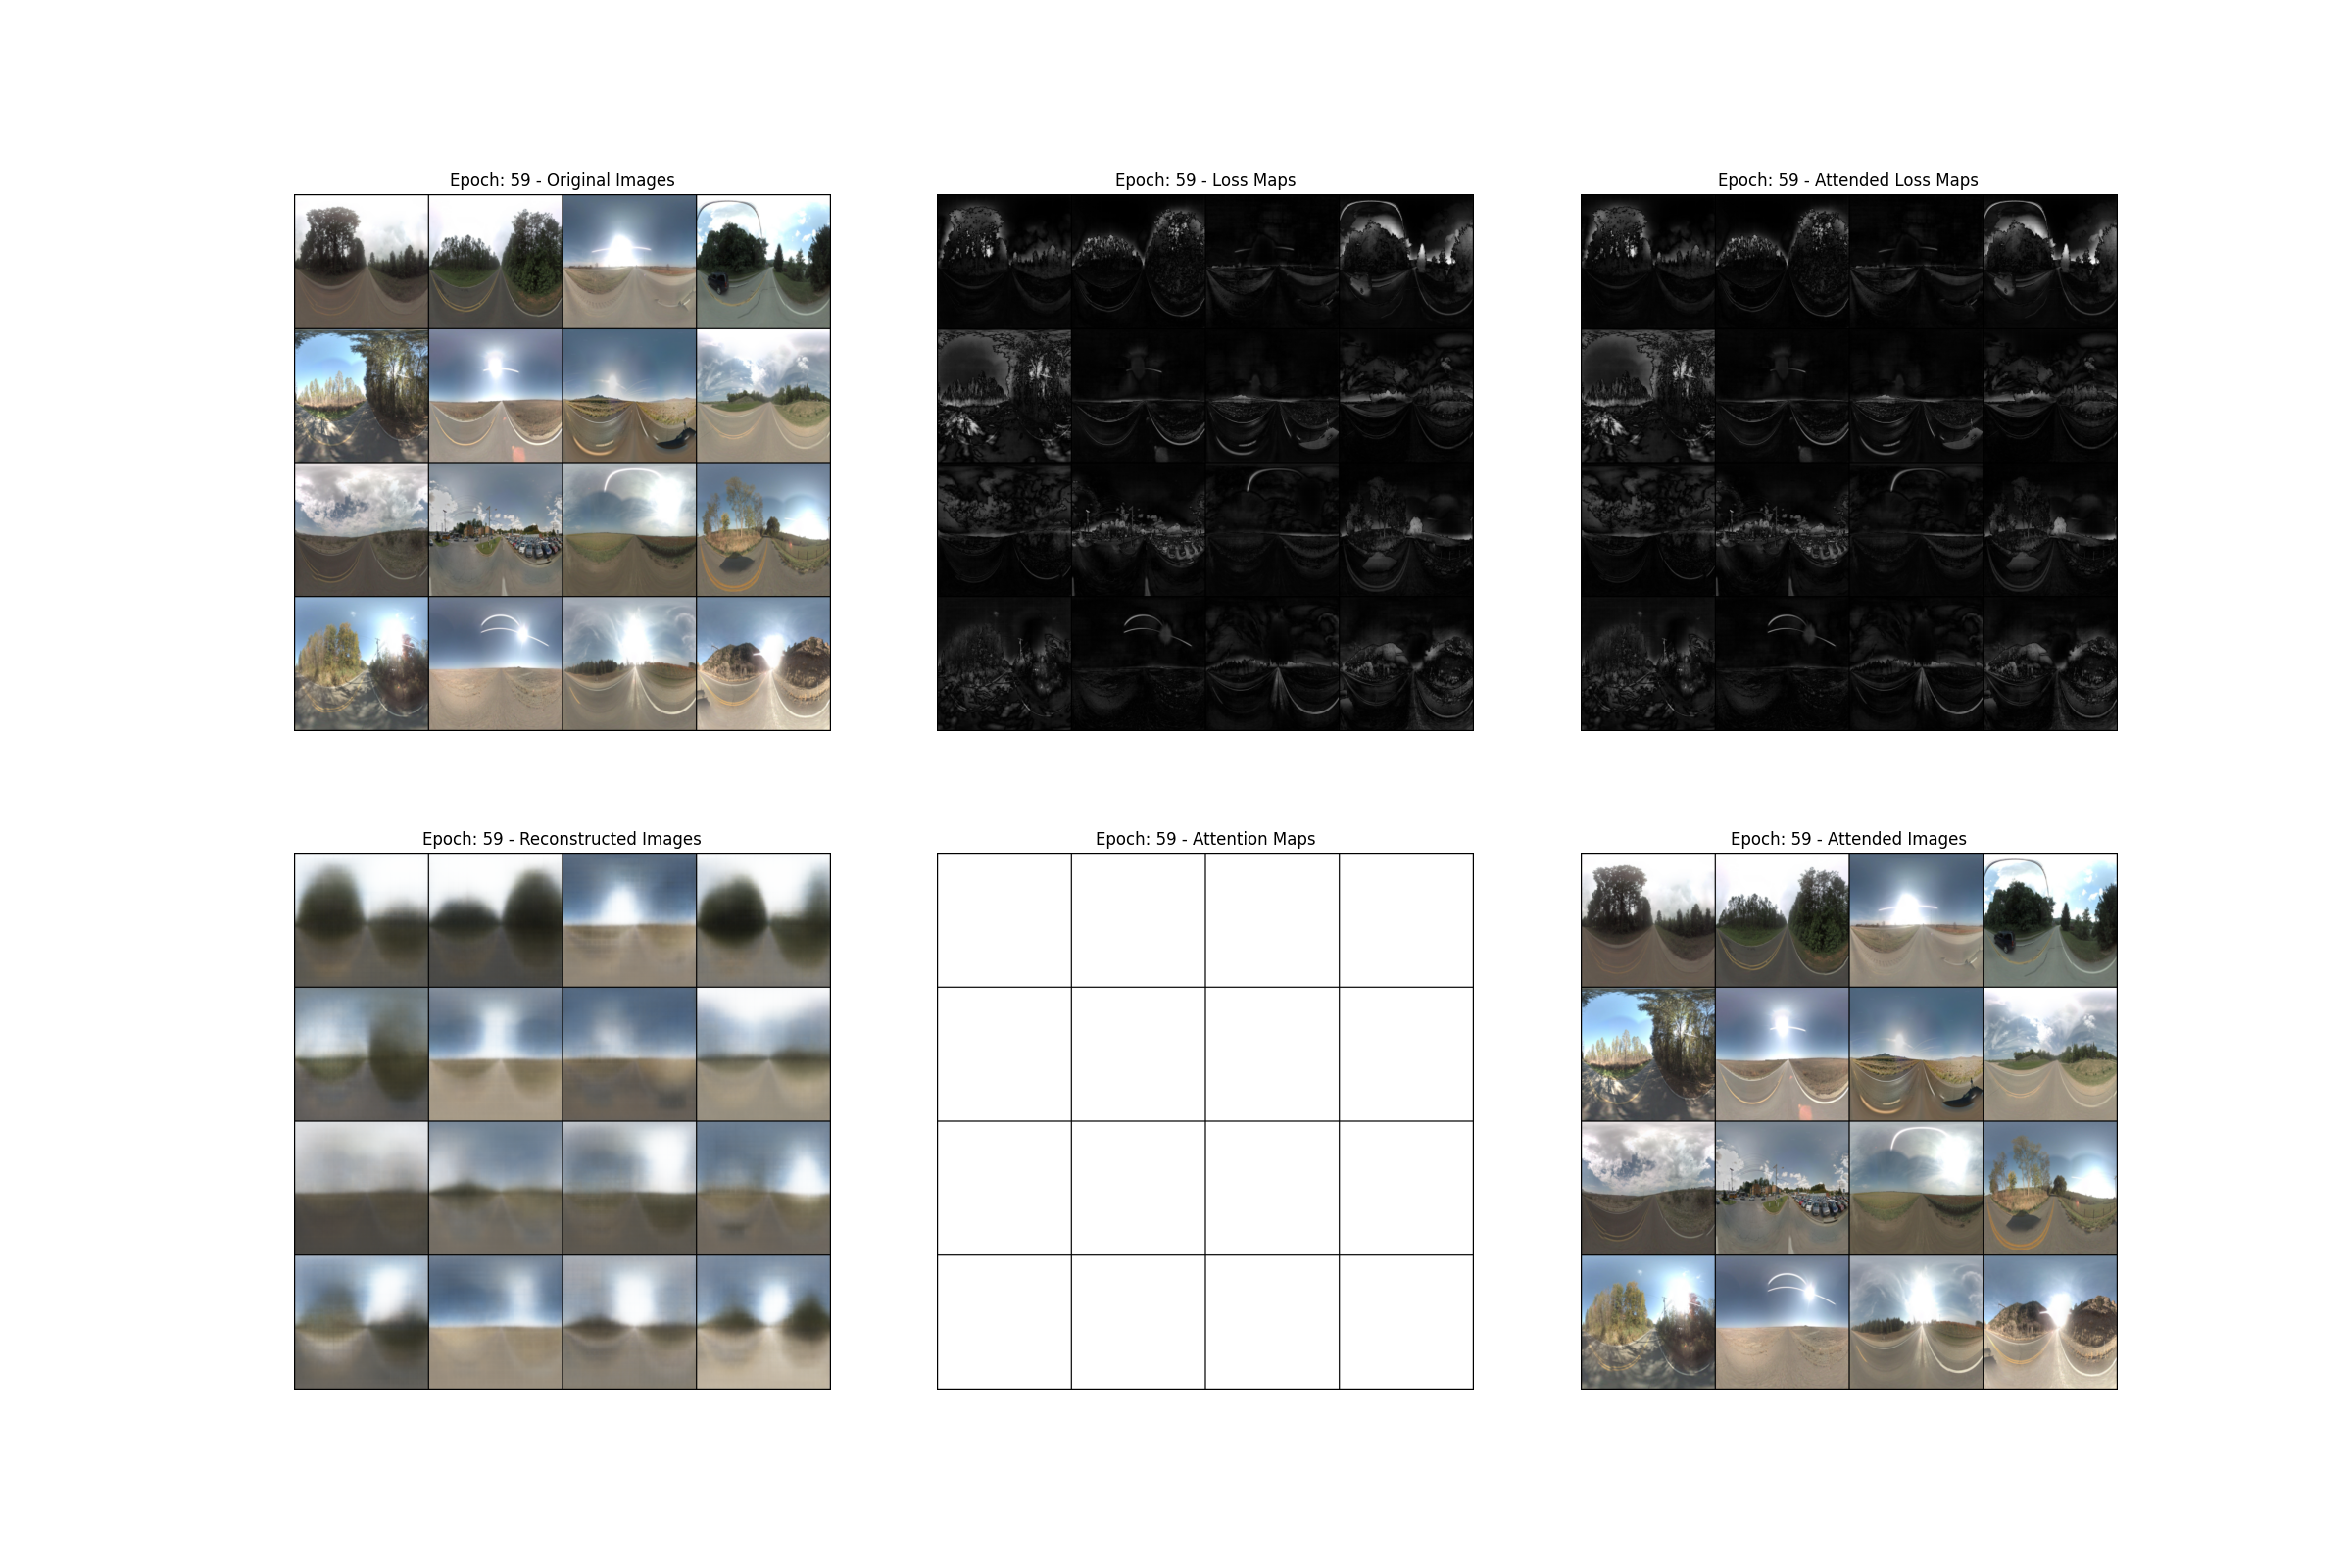 Epoch: 59 - Original Images
Epoch: 59 - Loss Maps
Epoch: 59 - Attended Loss Maps
Epoch: 59 - Reconstructed Images
Epoch: 59 - Attention Maps
Epoch: 59 - Attended Images